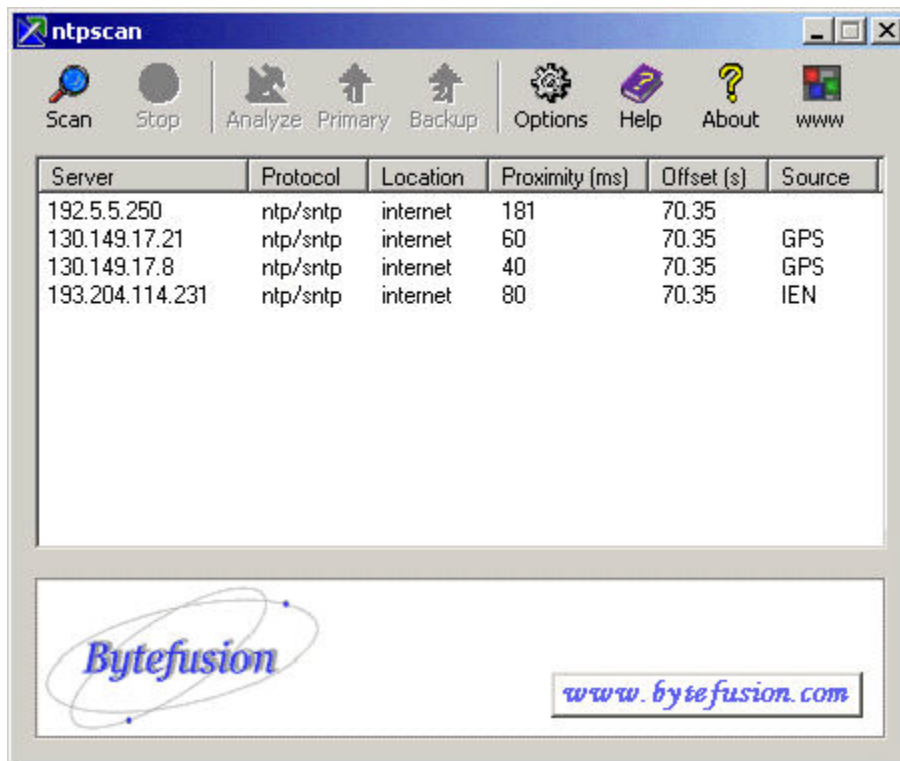 ntpscan
Scan Stop Analyze Primary Backup Options Help About www
Server Protocol Location Proximity (ms) Offset (s) Source
192.5.5.250 ntp/sntp internet 181 70.35
130.149.17.21 ntp/sntp internet 60 70.35 GPS
130.149.17.8 ntp/sntp internet 40 70.35 GPS
193.204.114.231 ntp/sntp internet 80 70.35 IEN
Bytefusion
www.bytefusion.com